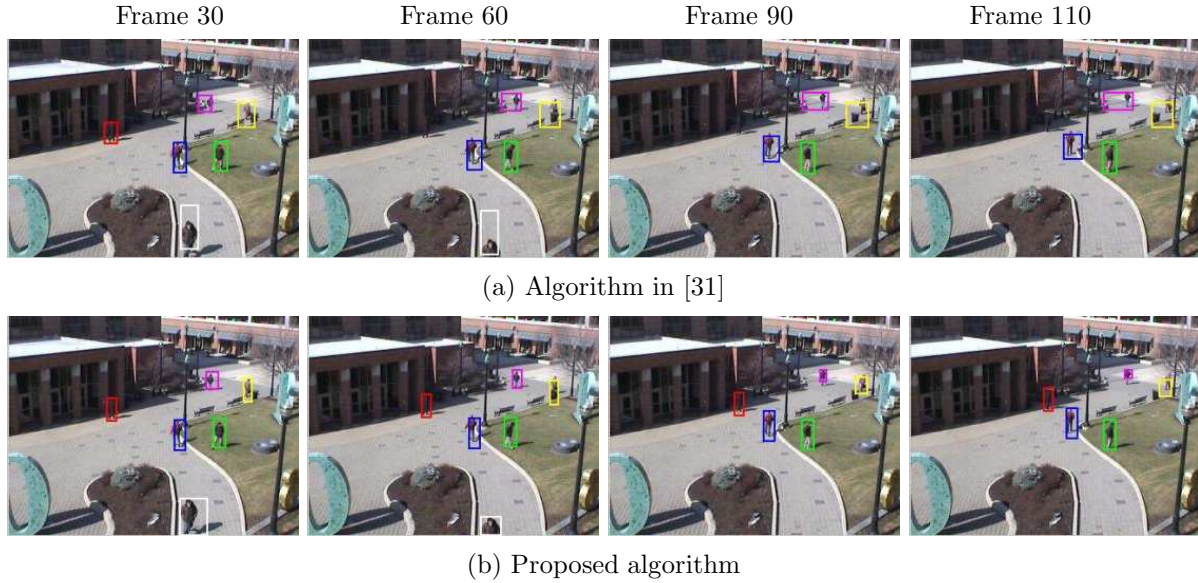 Frame 30 Frame 60 Frame 90 Frame 110
(a) Algorithm in [31]
(b) Proposed algorithm